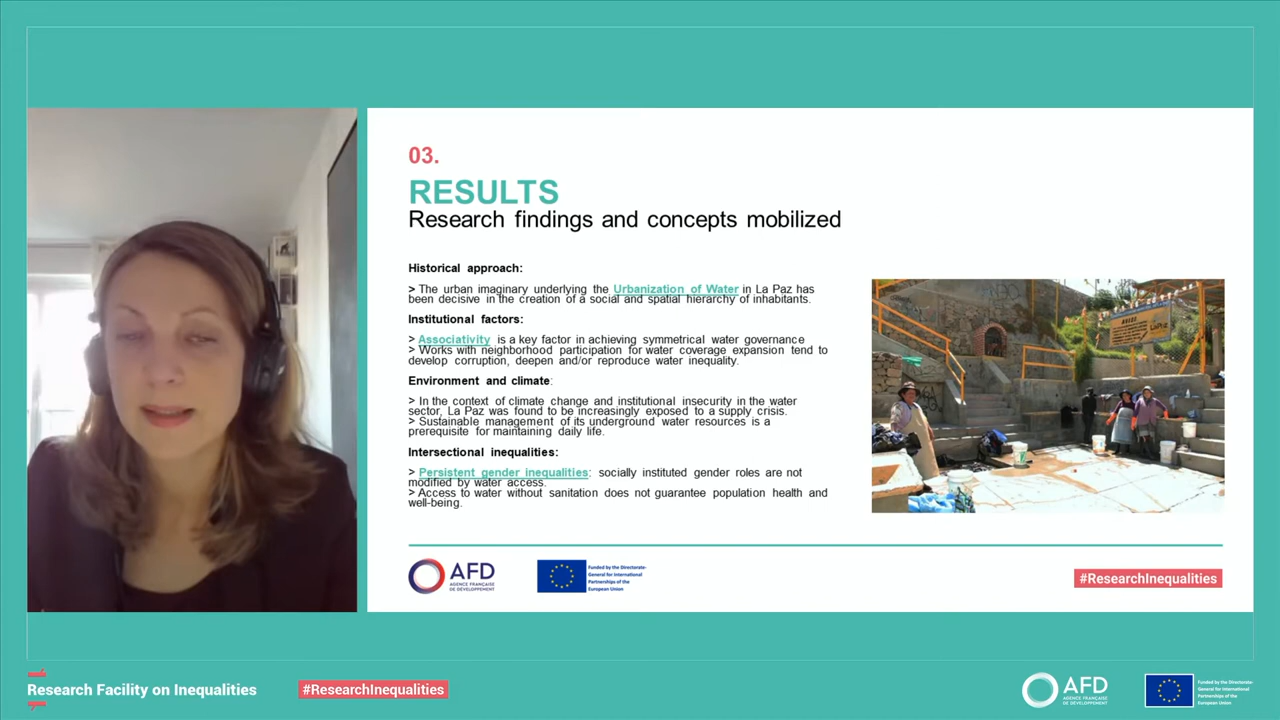 03.
RESULTS
Research findings and concepts mobilized
Historical approach:
> The urban imaginary underlying the Urbanization of Water in La Paz has
been decisive in the creation of a social and spatial hierarchy of inhabitants.
Institutional factors:
> Associativity is a key factor in achieving symmetrical water governance
> Works with neighborhood participation for water coverage expansion tend to
develop corruption, deepen and/or reproduce water inequality.
Environment and climate:
> In the context of climate change and institutional insecurity in the water
sector, La Paz was found to be increasingly exposed to a supply crisis.
> Sustainable management of its underground water resources is a
prerequisite for maintaining daily life.
Intersectional inequalities:
> Persistent gender inequalities: socially instituted gender roles are not
modified by water access.
> Access to water without sanitation does not guarantee population health and
well-being.
LaPaz
AFD
AGENCE FRANÇAISE
DE DÉVELOPPEMENT
Funded by the Directorate-
General for International
Partnerships of the
European Union
#ResearchInequalities
Research Facility on Inequalities
#ResearchInequalities
AFD
AGENCE FRANÇAISE
DE DÉVELOPPEMENT
Funded by the Directorate-
General for International
Partnerships of the
European Union